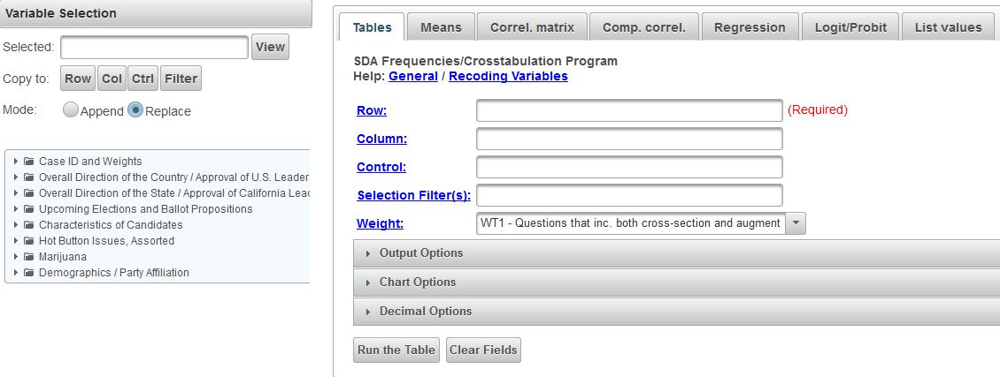 Variable Selection
Selected:
View
Copy to:
Row
Col
Ctrl
Filter
Mode:
Append
Replace
Case ID and Weights
Overall Direction of the Country / Approval of U.S. Leader
Overall Direction of the State / Approval of California Lead
Upcoming Elections and Ballot Propositions
Characteristics of Candidates
Hot Button Issues, Assorted
Marijuana
Demographics / Party Affiliation
Tables
Means
Correl. matrix
Comp. correl.
Regression
Logit/Probit
List values
SDA Frequencies/Crosstabulation Program
Help: General / Recoding Variables
Row:
(Required)
Column:
Control:
Selection Filter(s):
Weight:
WT1 - Questions that inc. both cross-section and augment
Output Options
Chart Options
Decimal Options
Run the Table
Clear Fields